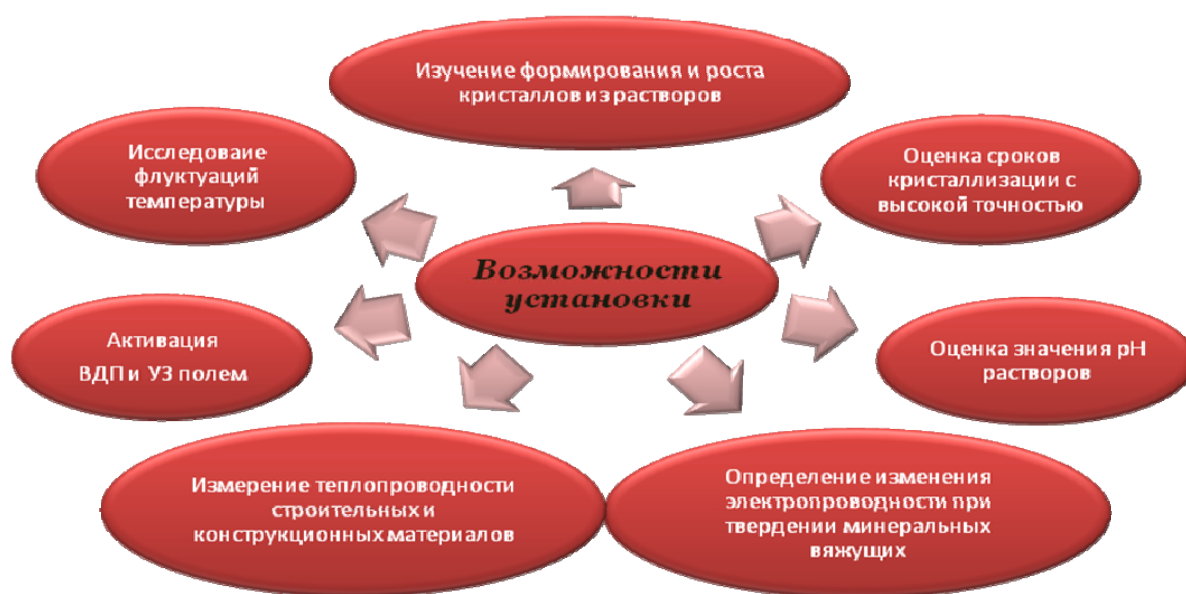 Изучение формирования и роста
кристаллов из растворов
Исследоваие
флуктуаций
температуры
Оценка сроков
кристаллизации с
высокой точностью
Возможности
установки
Активация
ВДП и УЗ полем
Оценка значения pH
растворов
Измерение теплопроводности
строительных и
конструкционных материалов
Определение изменения
электропроводности при
твердении минеральных
вяжущих